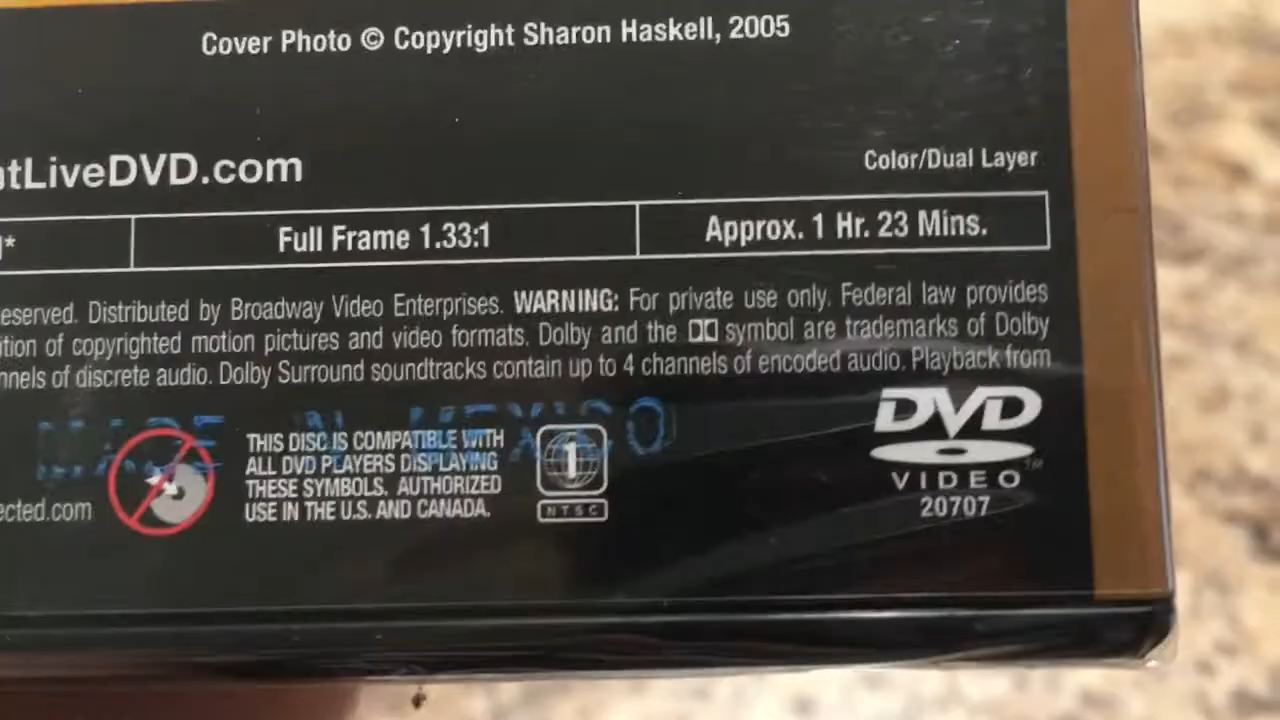 Cover Photo © Copyright Sharon Haskell, 2005
tLiveDVD.com
Color/Dual Layer
*
Full Frame 1.33:1
Approx. 1 Hr. 23 Mins.
eserved. Distributed by Broadway Video Enterprises. WARNING: For private use only. Federal law provides
tion of copyrighted motion pictures and video formats. Dolby and the symbol are trademarks of Dolby
nnels of discrete audio. Dolby Surround soundtracks contain up to 4 channels of encoded audio. Playback from
MADE IN MEXICO
ected.com
THIS DISC IS COMPATIBLE WITH
ALL DVD PLAYERS DISPLAYING
THESE SYMBOLS. AUTHORIZED
USE IN THE U.S. AND CANADA.
1
NTSC
DVD
VIDEO™
20707